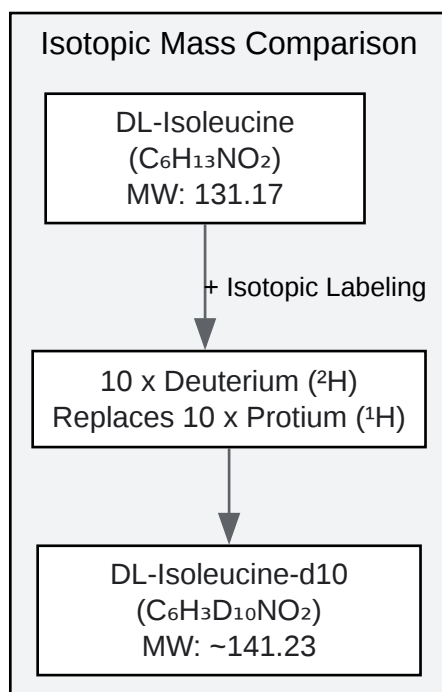 Isotopic Mass Comparison
DL-Isoleucine
(C₆H₁₃NO₂)
MW: 131.17
+ Isotopic Labeling
10 x Deuterium (²H)
Replaces 10 x Protium (¹H)
DL-Isoleucine-d10
(C₆H₃D₁₀NO₂)
MW: ~141.23